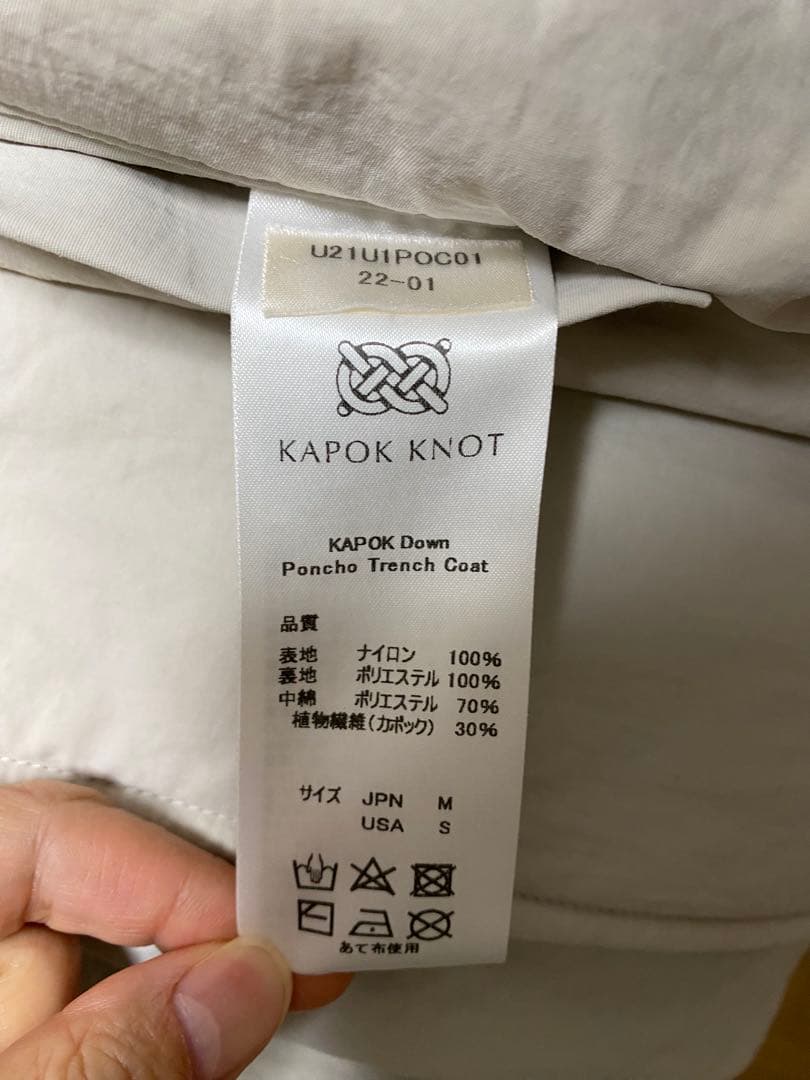 U21U1POC01
22-01
KAPOK KNOT
KAPOK Down
Poncho Trench Coat
品質
表地 ナイロン 100%
裏地 ポリエステル 100%
中綿 ポリエステル 70%
植物繊維(カポック) 30%
サイズ JPN M
USA S
あて布使用